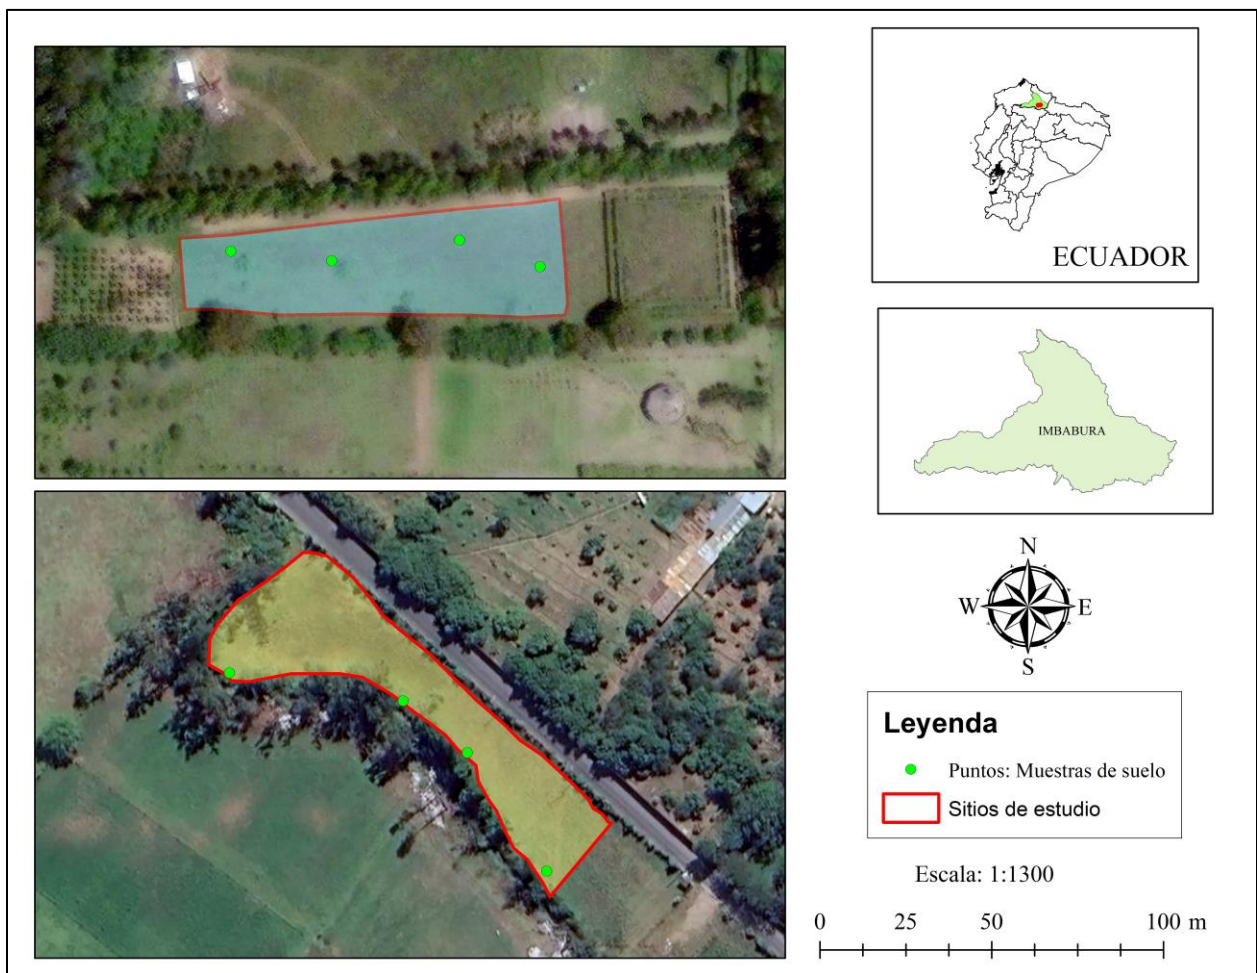 ECUADOR
IMBABURA
N
W E
S
Leyenda
Puntos: Muestras de suelo
Sitios de estudio
Escala: 1:1300
0 25 50 100 m